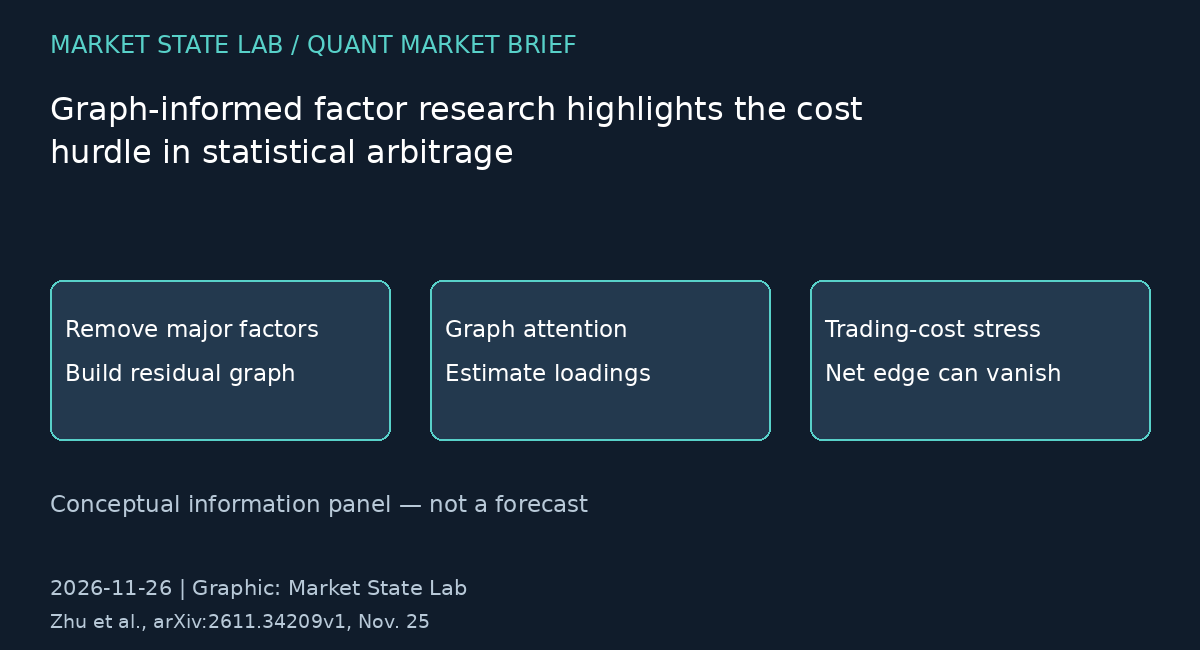 MARKET STATE LAB / QUANT MARKET BRIEF
Graph-informed factor research highlights the cost
hurdle in statistical arbitrage
Remove major factors
Build residual graph
Graph attention
Estimate loadings
Trading-cost stress
Net edge can vanish
Conceptual information panel — not a forecast
2026-11-26 | Graphic: Market State Lab
Zhu et al., arXiv:2611.34209v1, Nov. 25